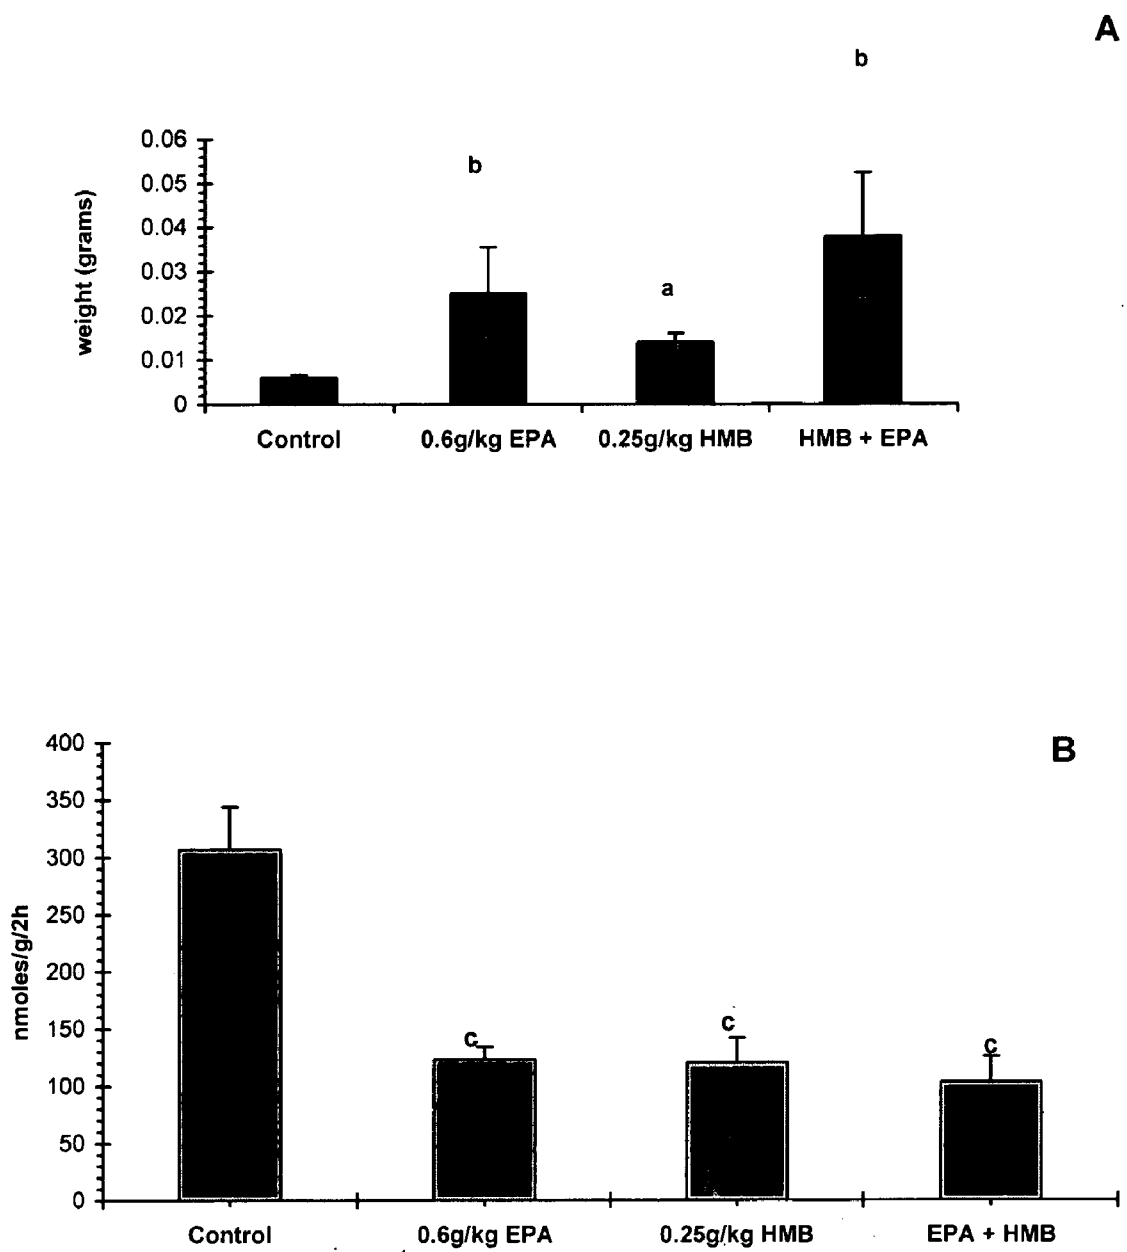 A
b
0.06
b
0.05
0.04
0.03
a
0.02
0.01
0
weight (grams)
Control 0.6g/kg EPA 0.25g/kg HMB HMB + EPA
B
400
350
300
250
200
150
100
50
0
nmoles/g/2h
c
c
c
Control 0.6g/kg EPA 0.25g/kg HMB EPA + HMB